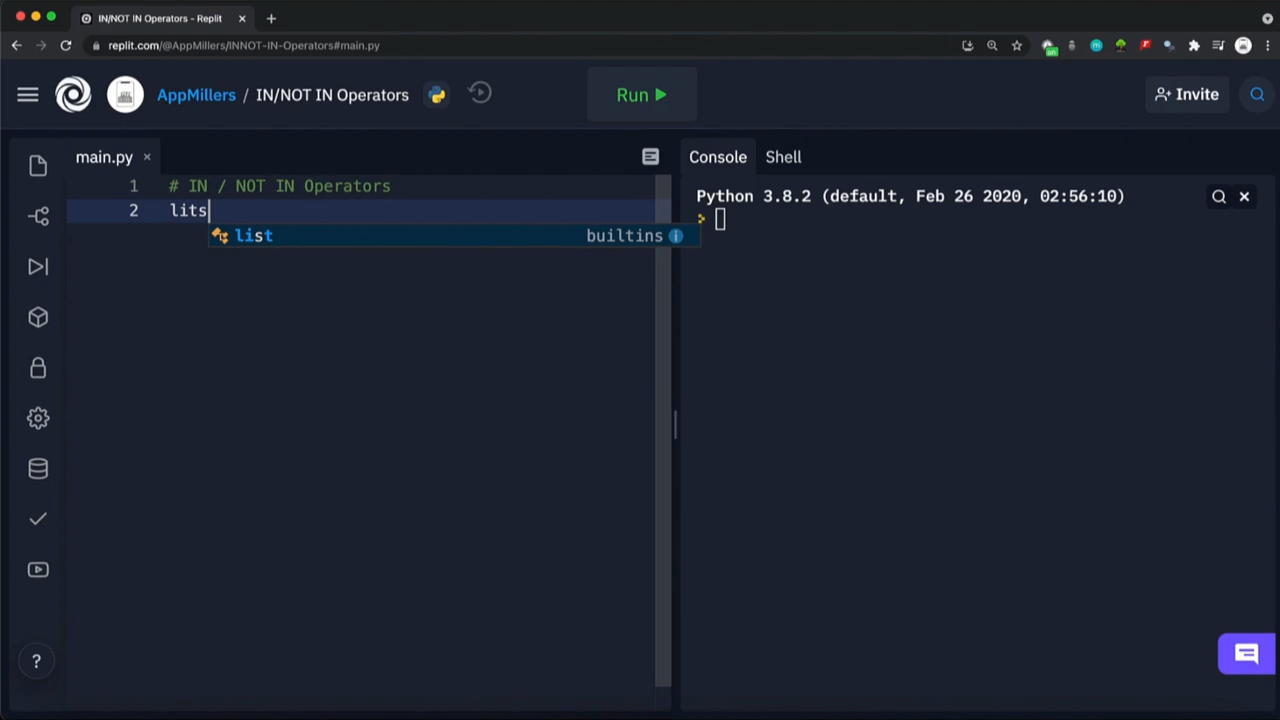 IN/NOT IN Operators - Replit
replit.com/@AppMillers/INNOT-IN-Operators#main.py
AppMillers / IN/NOT IN Operators
Run
Invite
main.py
Console
Shell
1 # IN / NOT IN Operators
2 lits
list builtins
Python 3.8.2 (default, Feb 26 2020, 02:56:10)
?